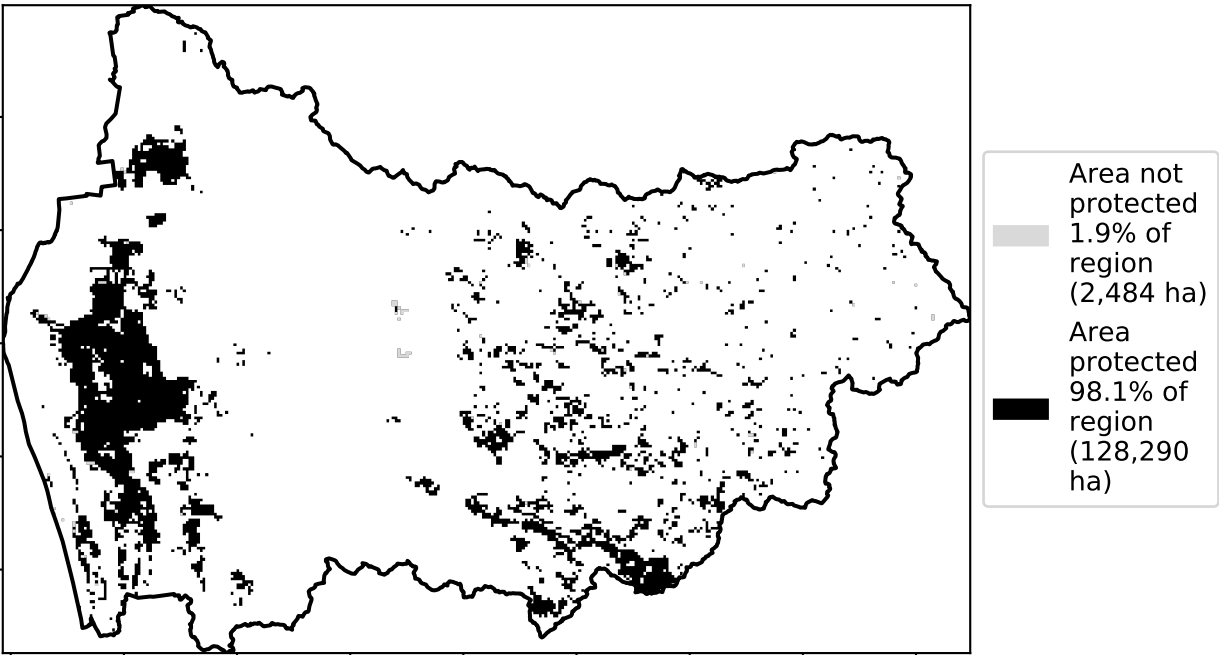 Area not
protected
1.9% of
region
(2,484 ha)
Area
protected
98.1% of
region
(128,290
ha)